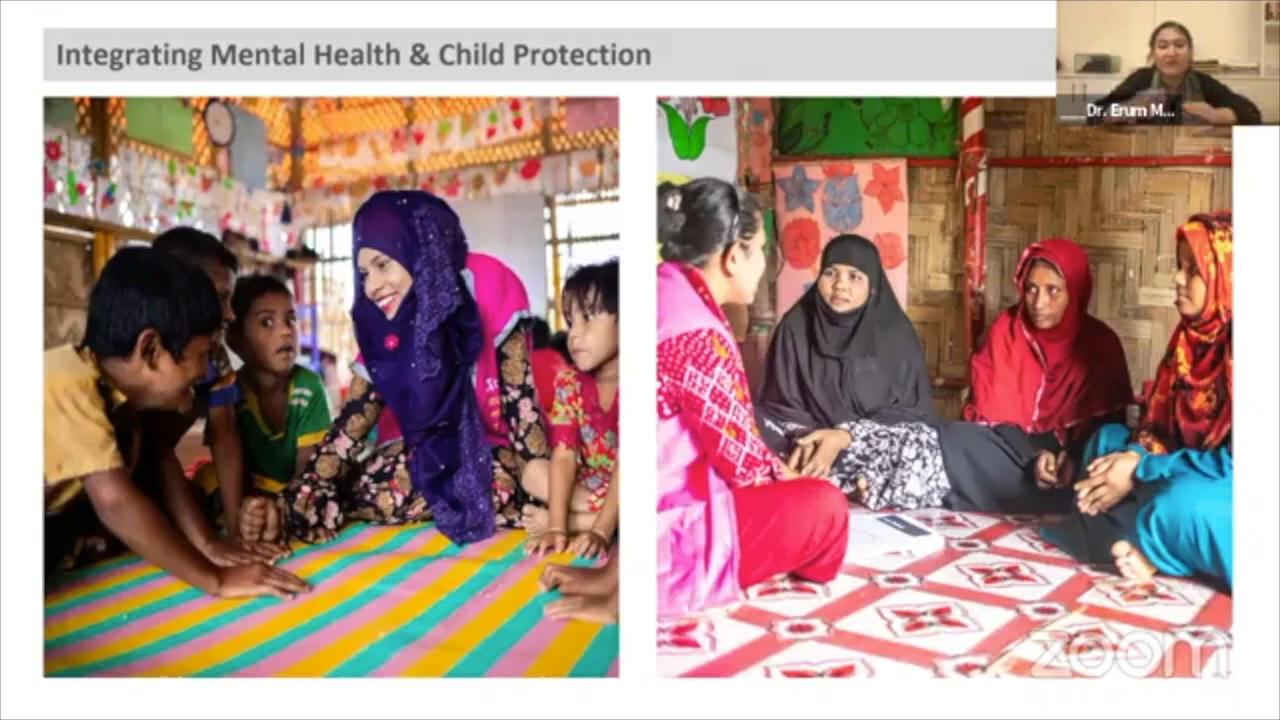 Integrating Mental Health & Child Protection
Dr. Erum M...
zoom